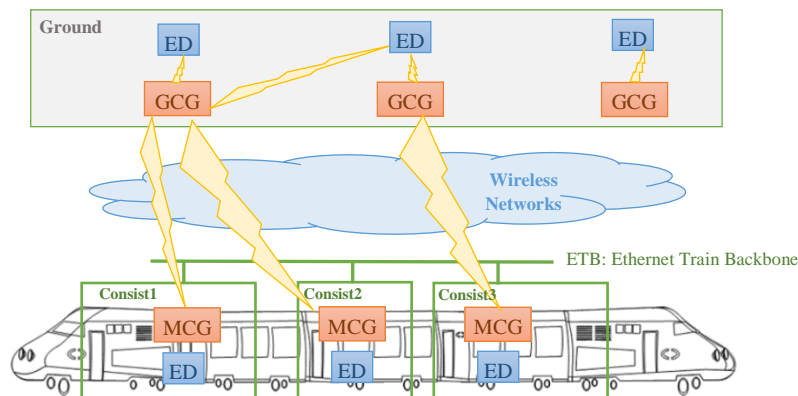 Ground
ED
ED
ED
GCG
GCG
GCG
Wireless
Networks
ETB: Ethernet Train Backbone
Consist1
Consist2
Consist3
MCG
MCG
MCG
ED
ED
ED